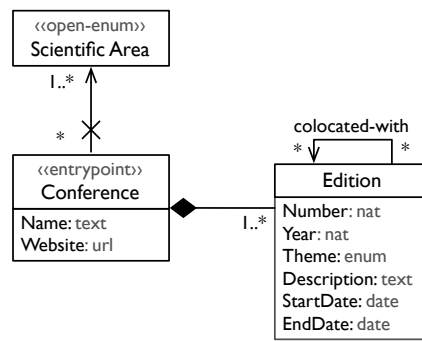 ‹‹open-enum››
Scientific Area
1..*
*
‹‹entrypoint››
Conference
Name: text
Website: url
1..*
colocated-with
* *
Edition
Number: nat
Year: nat
Theme: enum
Description: text
StartDate: date
EndDate: date